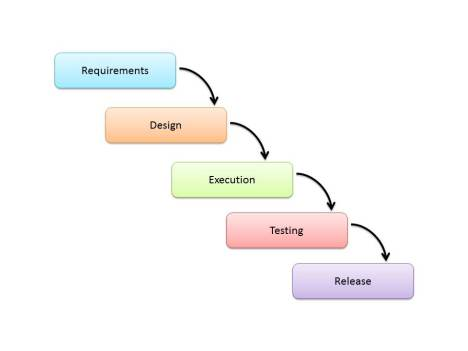 Requirements
Design
Execution
Testing
Release